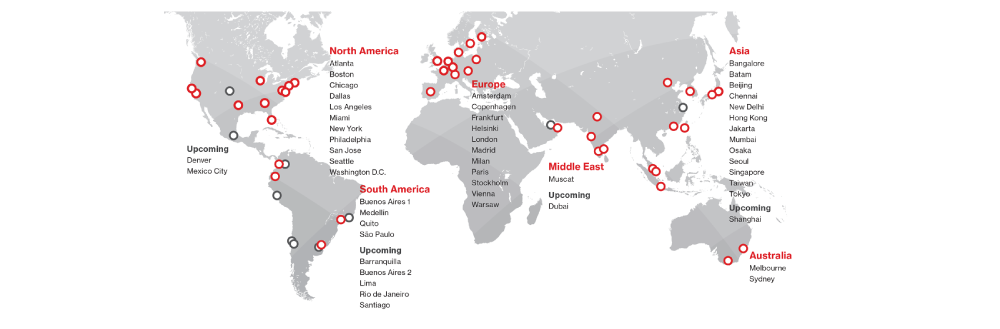 North America
Atlanta
Boston
Chicago
Dallas
Los Angeles
Miami
New York
Philadelphia
San Jose
Seattle
Washington D.C.
Upcoming
Denver
Mexico City
South America
Buenos Aires 1
Medellín
Quito
São Paulo
Upcoming
Barranquilla
Buenos Aires 2
Lima
Rio de Janeiro
Santiago
Europe
Amsterdam
Copenhagen
Frankfurt
Helsinki
London
Madrid
Milan
Paris
Stockholm
Vienna
Warsaw
Middle East
Muscat
Upcoming
Dubai
Asia
Bangalore
Batam
Beijing
Chennai
New Delhi
Hong Kong
Jakarta
Mumbai
Osaka
Seoul
Singapore
Taiwan
Tokyo
Upcoming
Shanghai
Australia
Melbourne
Sydney